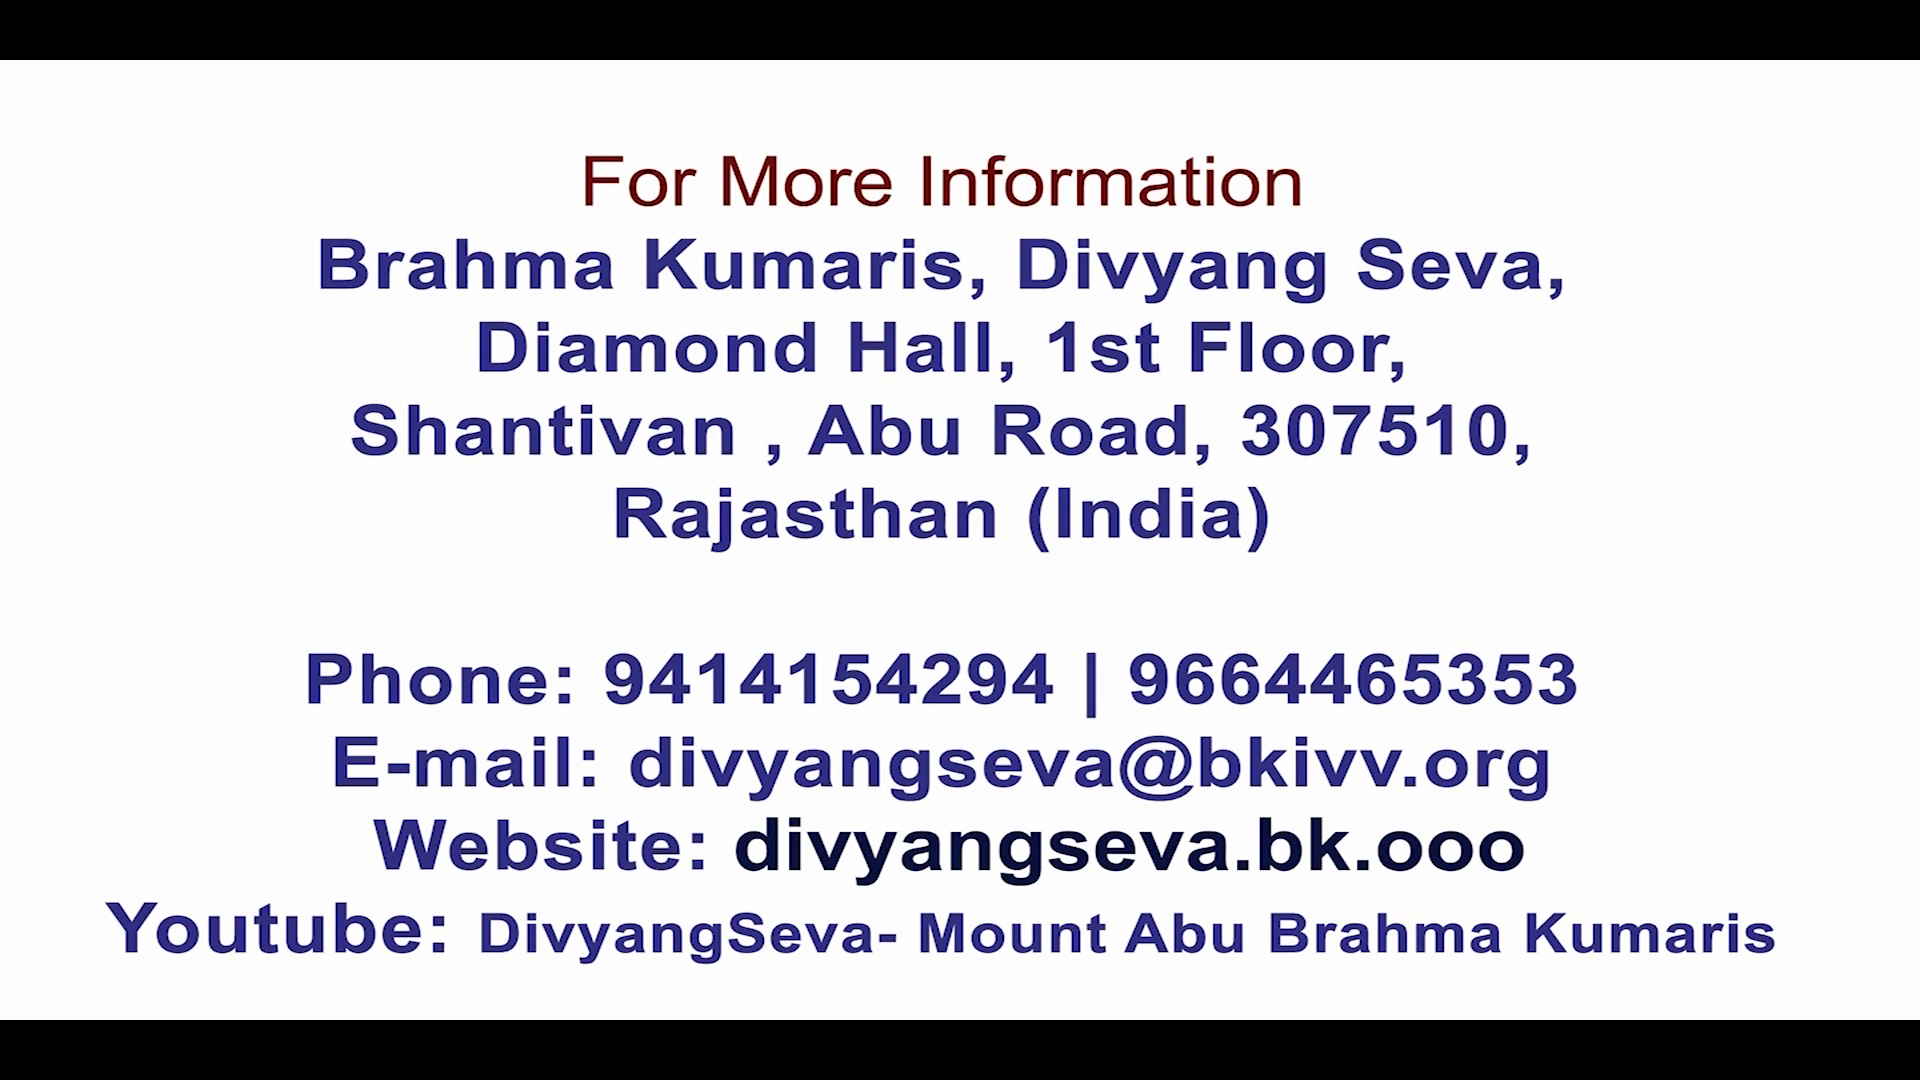 For More Information
Brahma Kumaris, Divyang Seva,
Diamond Hall, 1st Floor,
Shantivan , Abu Road, 307510,
Rajasthan (India)
Phone: 9414154294 | 9664465353
E-mail: divyangseva@bkivv.org
Website: divyangseva.bk.ooo
Youtube: DivyangSeva- Mount Abu Brahma Kumaris